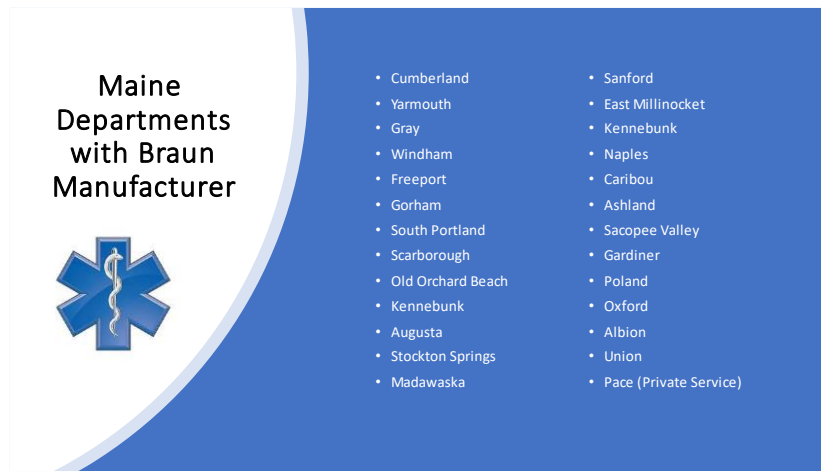 Maine
Departments
with Braun
Manufacturer
• Cumberland
• Yarmouth
• Gray
• Windham
• Freeport
• Gorham
• South Portland
• Scarborough
• Old Orchard Beach
• Kennebunk
• Augusta
• Stockton Springs
• Madawaska
• Sanford
• East Millinocket
• Kennebunk
• Naples
• Caribou
• Ashland
• Sacopee Valley
• Gardiner
• Poland
• Oxford
• Albion
• Union
• Pace (Private Service)